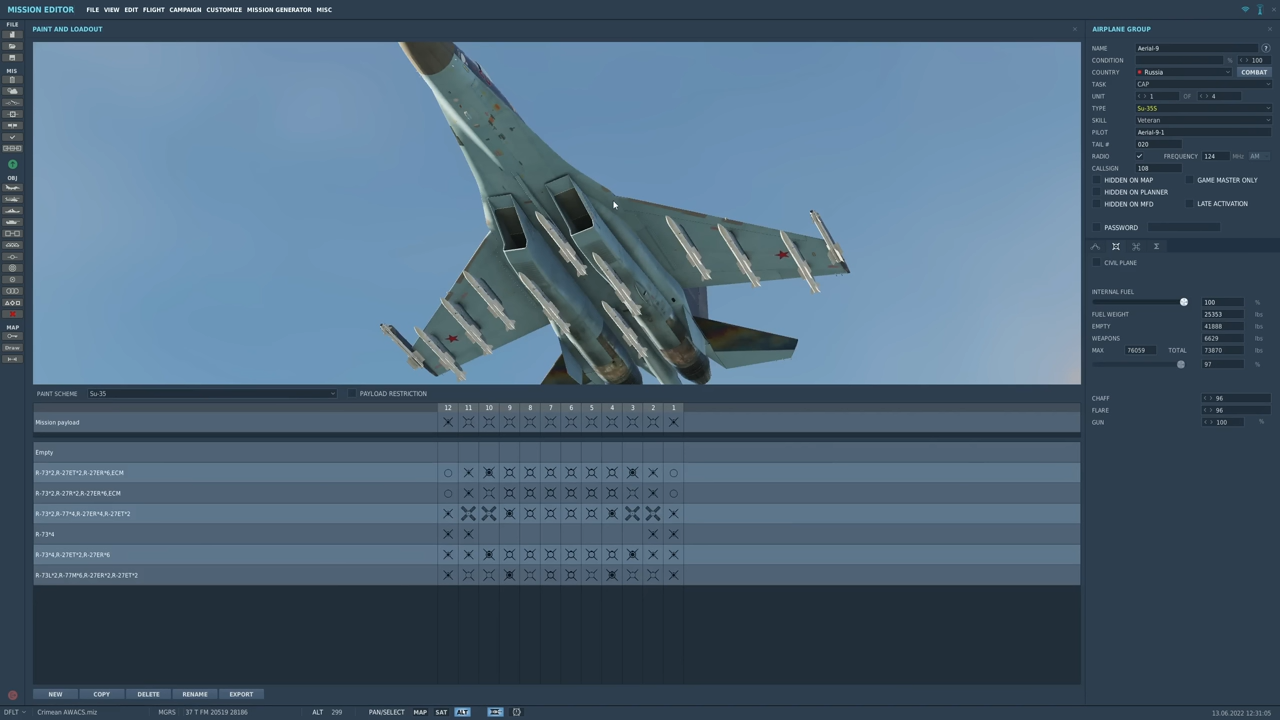 MISSION EDITOR FILE VIEW EDIT FLIGHT CAMPAIGN CUSTOMIZE MISSION GENERATOR MISC
FILE
MIS
OBJ
MAP
Draw
PAINT AND LOADOUT
PAINT SCHEME Su-35 PAYLOAD RESTRICTION
12 11 10 9 8 7 6 5 4 3 2 1
Mission payload
Empty
R-73*2,R-27ET*2,R-27ER*6,ECM
R-73*2,R-27R*2,R-27ER*6,ECM
R-73*2,R-77*4,R-27ER*4,R-27ET*2
R-73*4
R-73*4,R-27ET*2,R-27ER*6
R-73L*2,R-77M*6,R-27ER*2,R-27ET*2
NEW COPY DELETE RENAME EXPORT
AIRPLANE GROUP
NAME Aerial-9 ?
CONDITION % 100
COUNTRY Russia COMBAT
TASK CAP
UNIT 1 OF 4
TYPE Su-35S
SKILL Veteran
PILOT Aerial-9-1
TAIL # 020
RADIO FREQUENCY 124 MHz AM
CALLSIGN 108
HIDDEN ON MAP GAME MASTER ONLY
HIDDEN ON PLANNER
HIDDEN ON MFD LATE ACTIVATION
PASSWORD
CIVIL PLANE
INTERNAL FUEL
100 %
FUEL WEIGHT 25353 lbs
EMPTY 41888 lbs
WEAPONS 6629 lbs
MAX 76059 TOTAL 73870 lbs
97 %
CHAFF 96
FLARE 96
GUN 100 %
DFLT Crimean AWACS.miz MGRS 37 T FM 20519 28186 ALT 299 PAN/SELECT MAP SAT ALT 13.06.2022 12:31:05